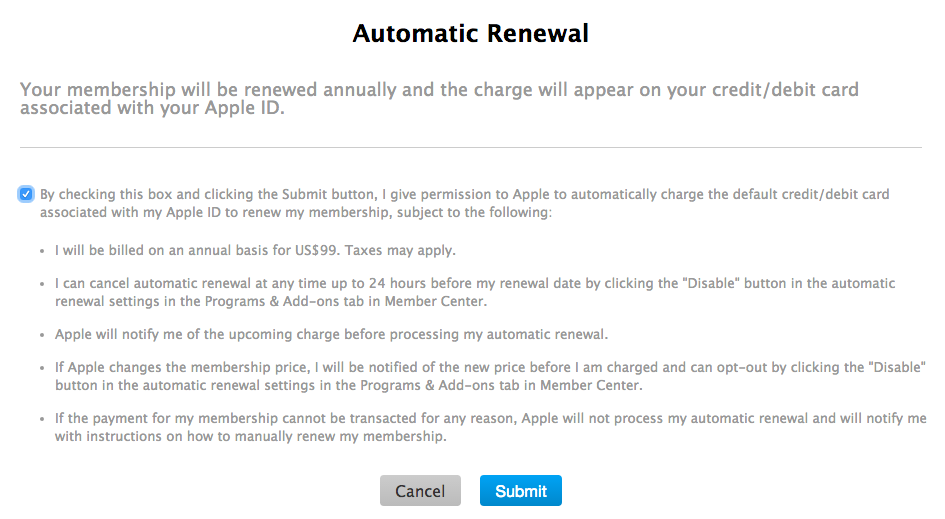 Automatic Renewal
Your membership will be renewed annually and the charge will appear on your credit/debit card
associated with your Apple ID.
By checking this box and clicking the Submit button, I give permission to Apple to automatically charge the default credit/debit card
associated with my Apple ID to renew my membership, subject to the following:
• I will be billed on an annual basis for US$99. Taxes may apply.
• I can cancel automatic renewal at any time up to 24 hours before my renewal date by clicking the "Disable" button in the automatic
renewal settings in the Programs & Add-ons tab in Member Center.
• Apple will notify me of the upcoming charge before processing my automatic renewal.
• If Apple changes the membership price, I will be notified of the new price before I am charged and can opt-out by clicking the "Disable"
button in the automatic renewal settings in the Programs & Add-ons tab in Member Center.
• If the payment for my membership cannot be transacted for any reason, Apple will not process my automatic renewal and will notify me
with instructions on how to manually renew my membership.
Cancel Submit